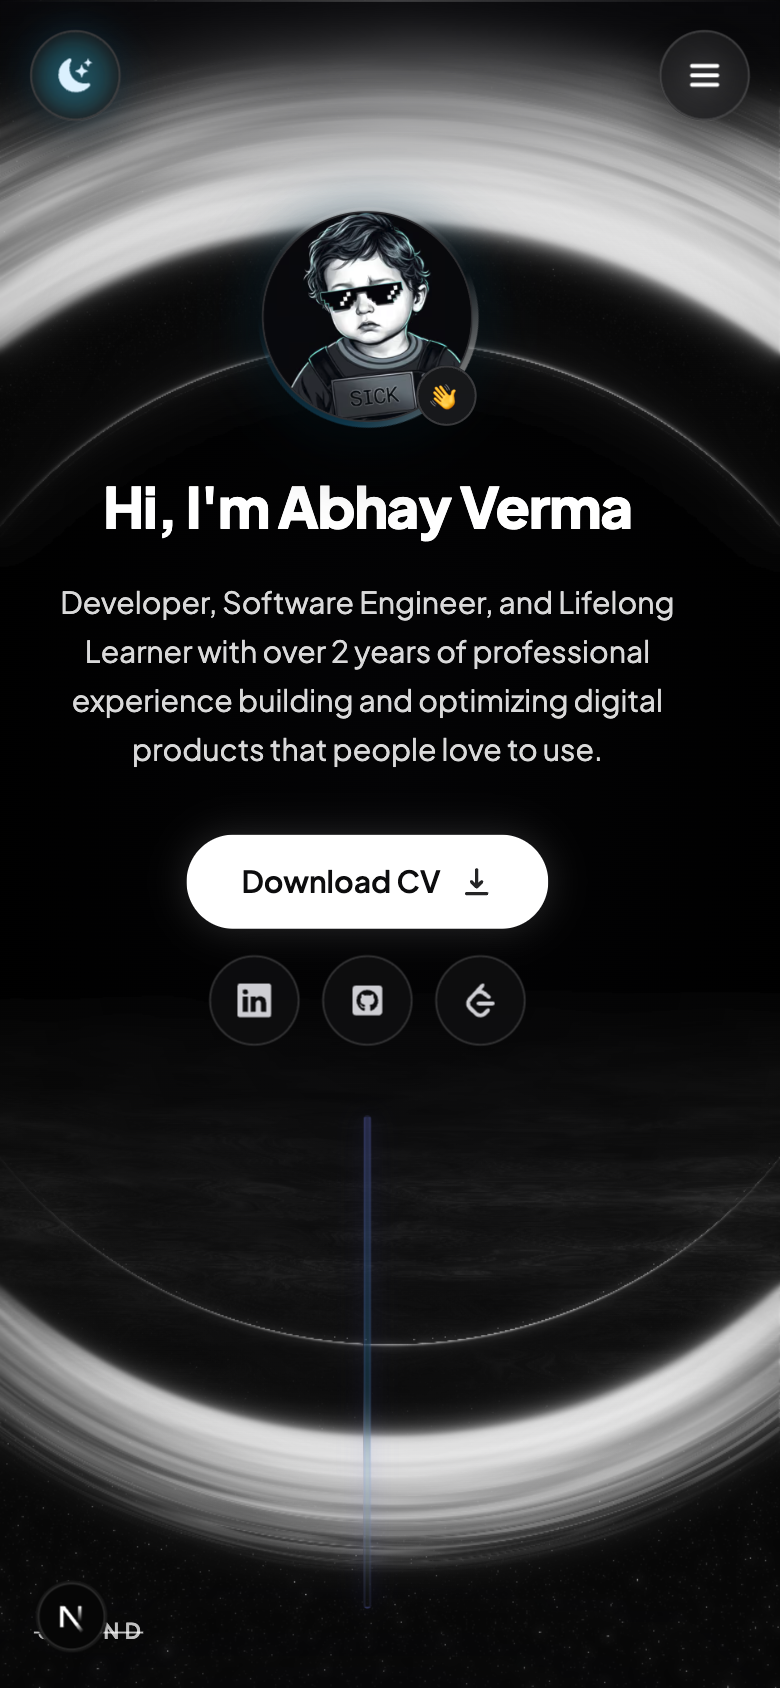 SICK
Hi, I'm Abhay Verma
Developer, Software Engineer, and Lifelong
Learner with over 2 years of professional
experience building and optimizing digital
products that people love to use.
Download CV
in
N